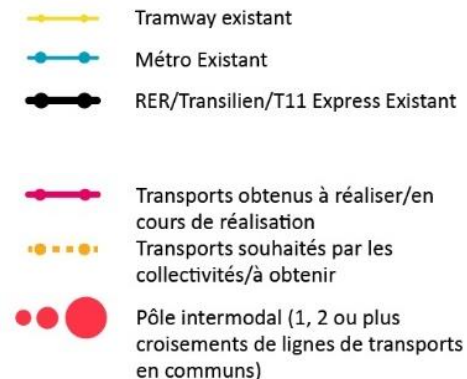 Tramway existant
Métro Existant
RER/Transilien/T11 Express Existant
Transports obtenus à réaliser/en
cours de réalisation
Transports souhaités par les
collectivités/à obtenir
Pôle intermodal (1, 2 ou plus
croisements de lignes de transports
en communs)